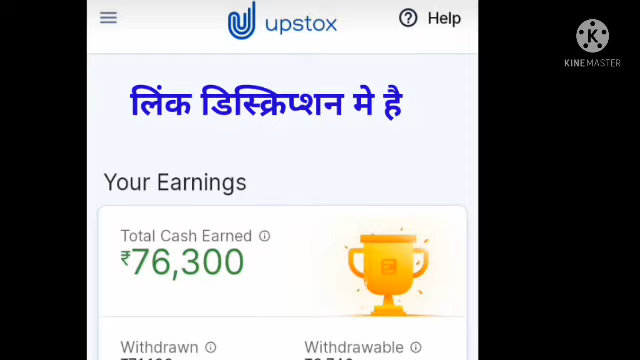 upstox
Help
KINEMASTER
लिंक डिस्क्रिप्शन मे है
Your Earnings
Total Cash Earned
₹76,300
Withdrawn
Withdrawable